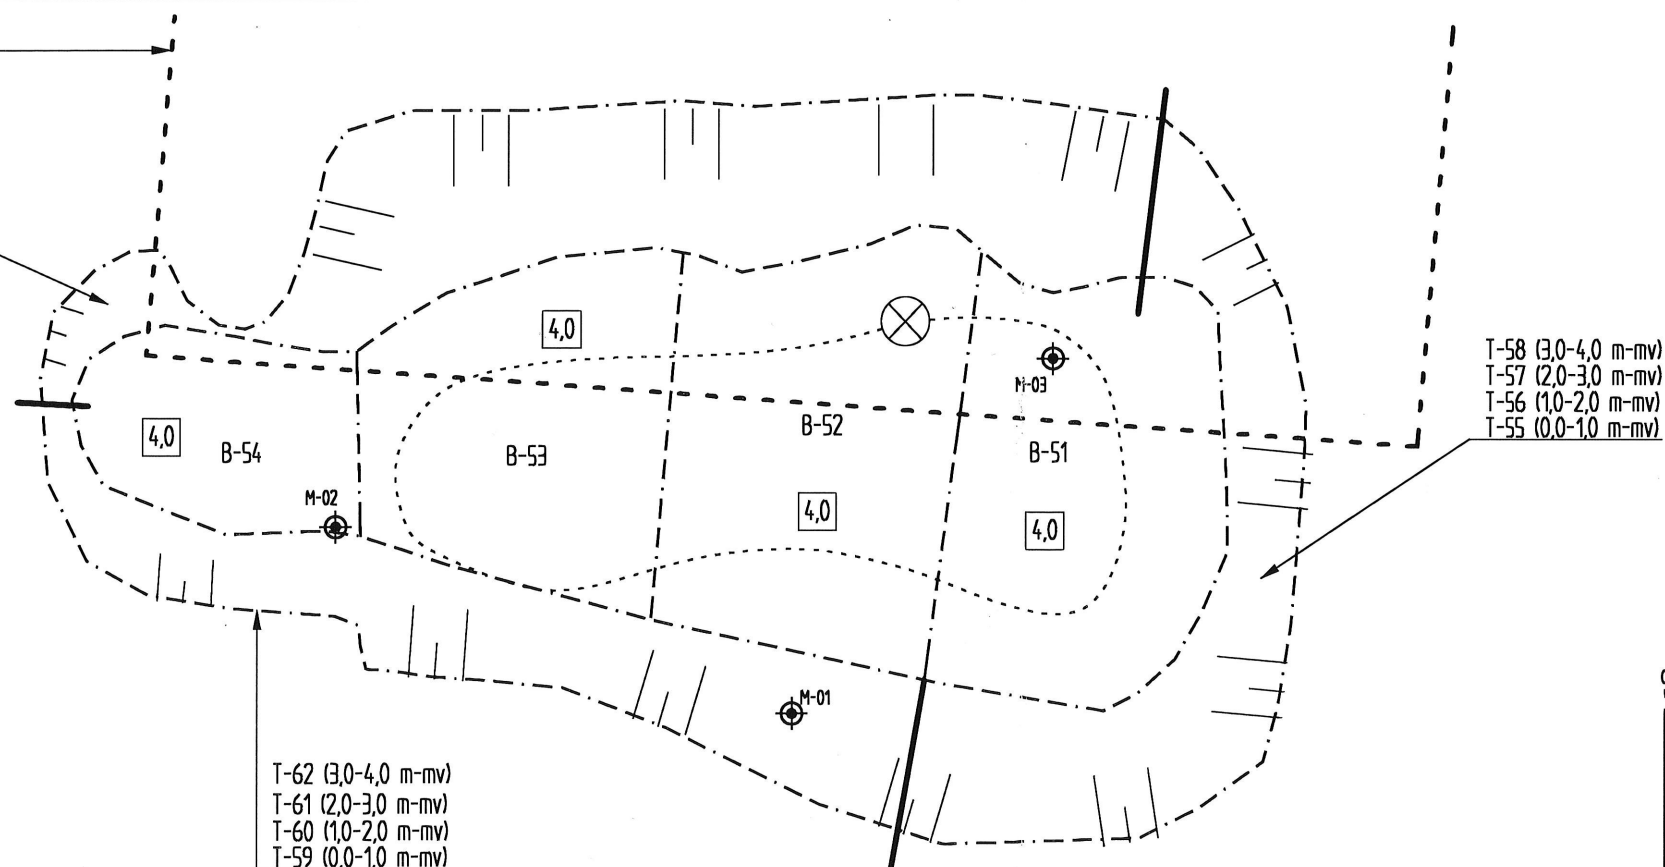 4,0
T-58 (3,0-4,0 m-mv)
T-57 (2,0-3,0 m-mv)
T-56 (1,0-2,0 m-mv)
T-55 (0,0-1,0 m-mv)
M-03
4,0
B-54
B-53
B-52
B-51
M-02
4,0
4,0
M-01
T-62 (3,0-4,0 m-mv)
T-61 (2,0-3,0 m-mv)
T-60 (1,0-2,0 m-mv)
T-59 (0,0-1,0 m-mv)